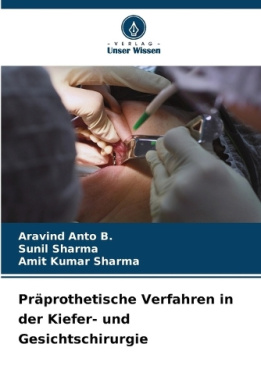 - VERLAG -
Unser Wissen
Aravind Anto B.
Sunil Sharma
Amit Kumar Sharma
Präprothetische Verfahren in
der Kiefer- und
Gesichtschirurgie